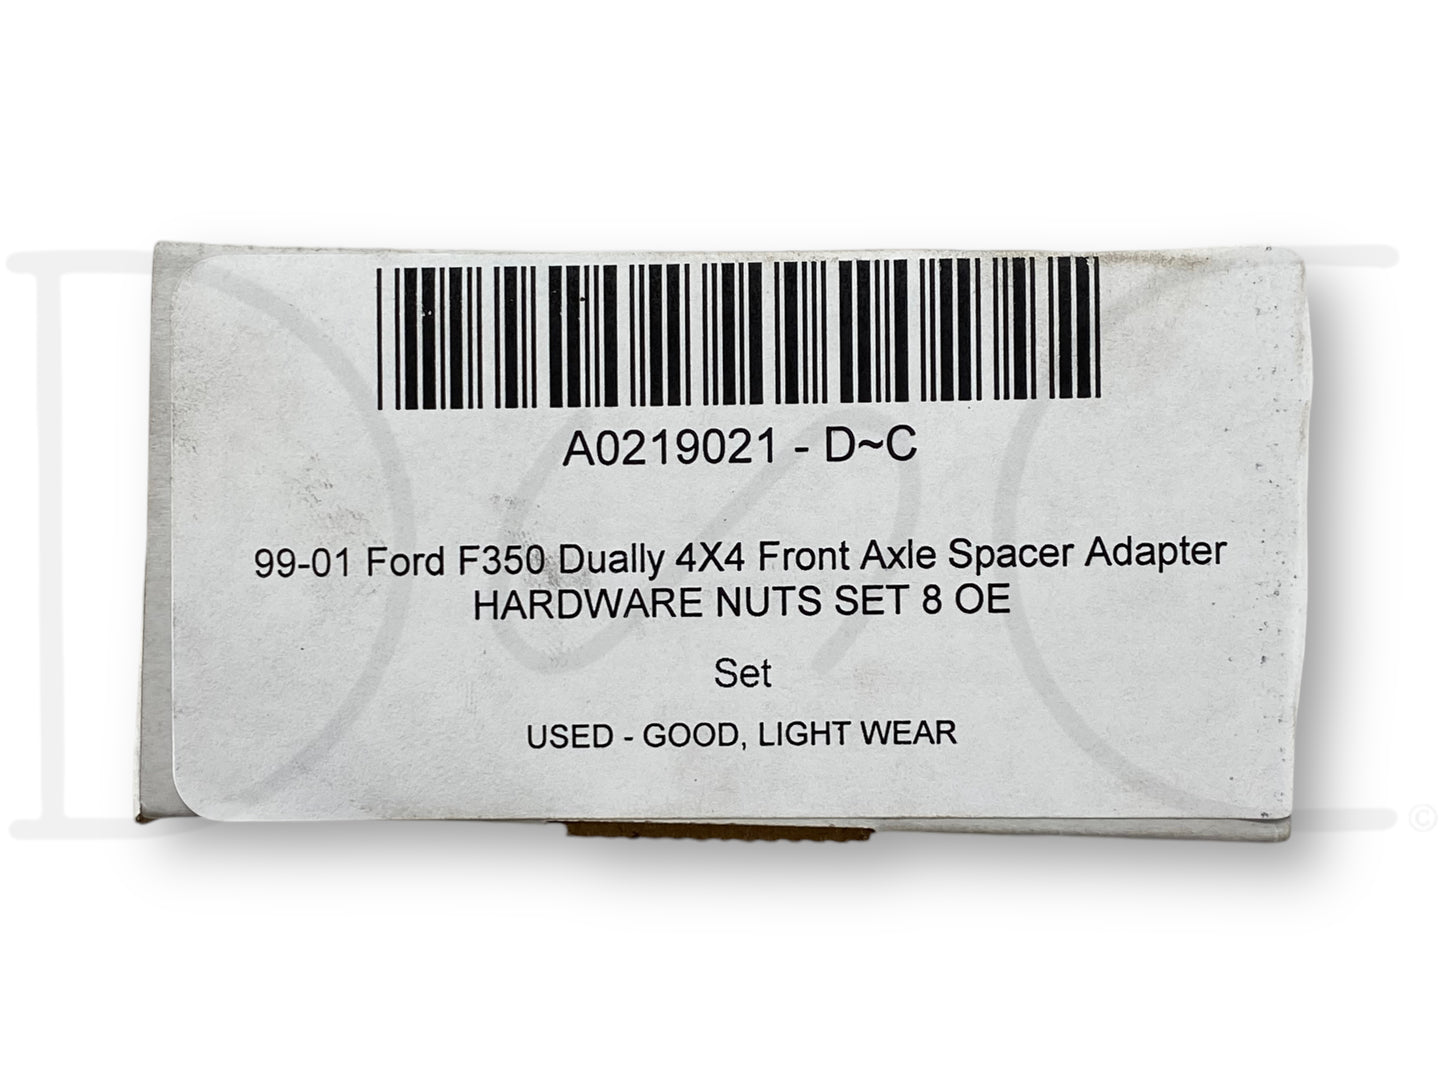 A0219021 - D~C
99-01 Ford F350 Dually 4X4 Front Axle Spacer Adapter
HARDWARE NUTS SET 8 OE
Set
USED - GOOD, LIGHT WEAR
©